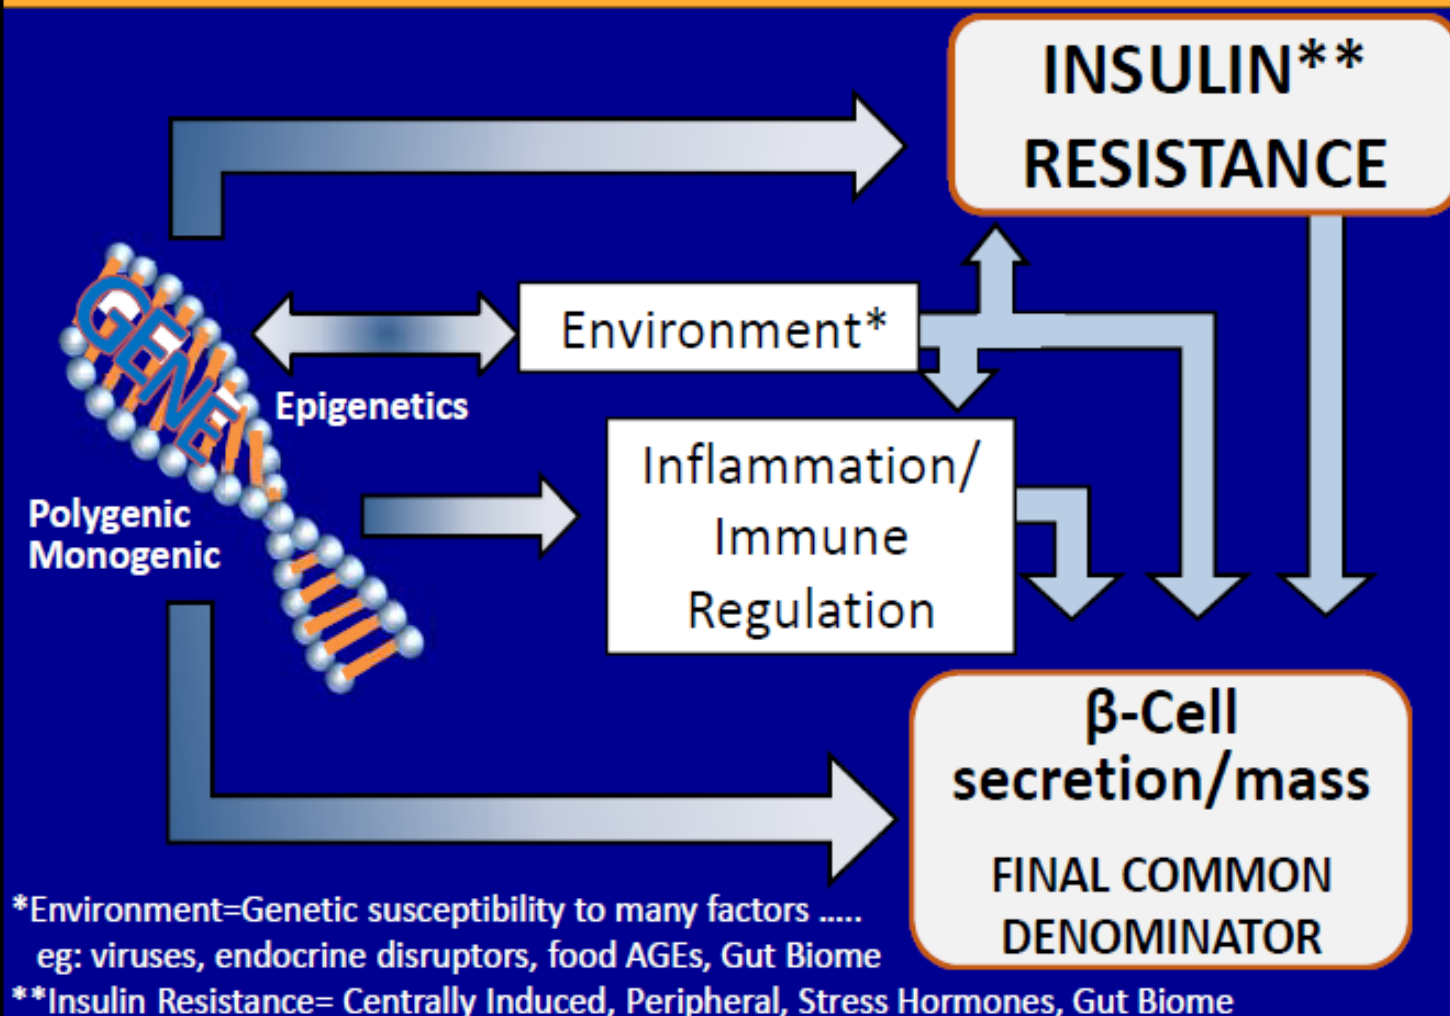 INSULIN**
RESISTANCE
GENE
Environment*
Epigenetics
Inflammation/
Immune
Regulation
Polygenic
Monogenic
β-Cell
secretion/mass
FINAL COMMON
DENOMINATOR
*Environment=Genetic susceptibility to many factors .....
eg: viruses, endocrine disruptors, food AGEs, Gut Biome
**Insulin Resistance= Centrally Induced, Peripheral, Stress Hormones, Gut Biome